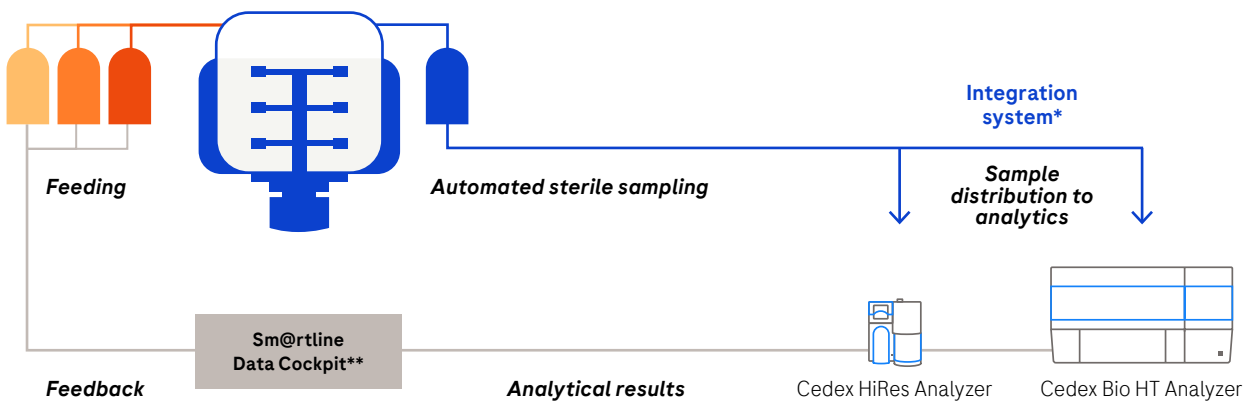 Integration
system*
Feeding
Automated sterile sampling
Sample
distribution to
analytics
Sm@rtline
Data Cockpit**
Feedback
Analytical results
Cedex HiRes Analyzer
Cedex Bio HT Analyzer